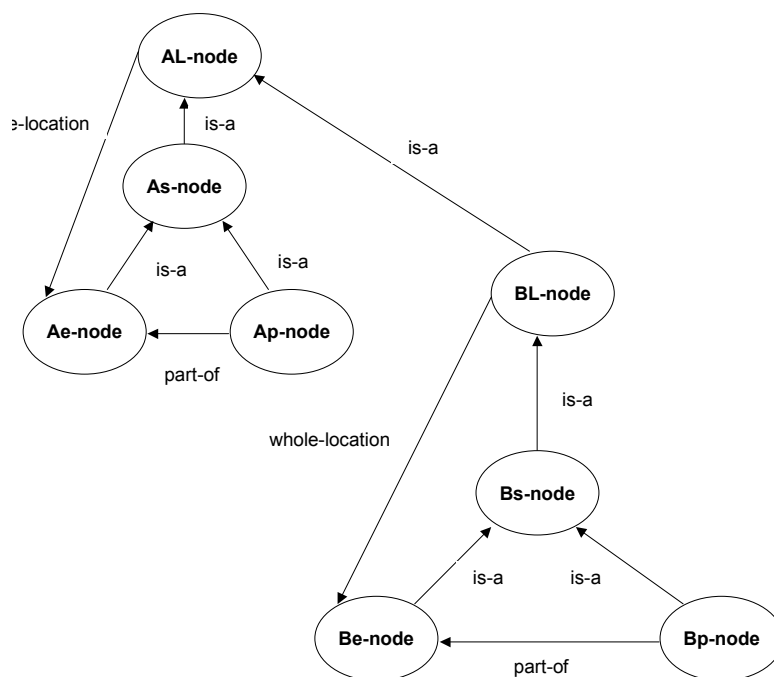 AL-node
e-location
is-a
is-a
As-node
is-a
is-a
BL-node
Ae-node
Ap-node
part-of
is-a
whole-location
Bs-node
is-a
is-a
Be-node
Bp-node
part-of